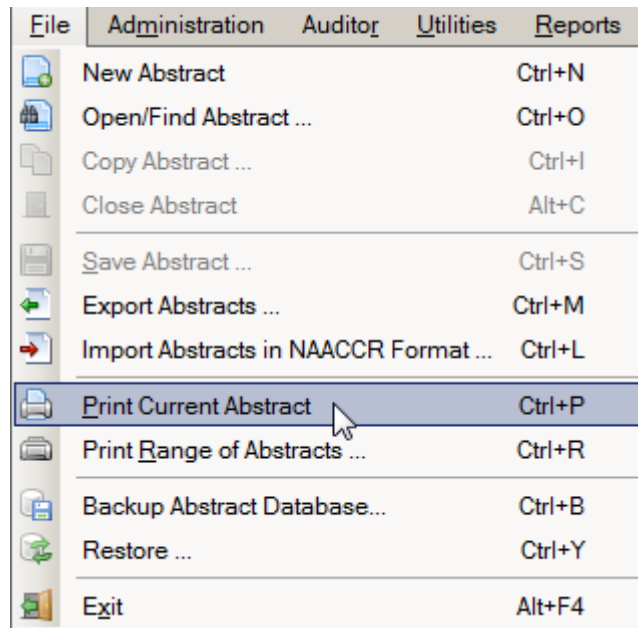 File Administration Auditor Utilities Reports
New Abstract Ctrl+N
Open/Find Abstract ... Ctrl+O
Copy Abstract ... Ctrl+I
Close Abstract Alt+C
Save Abstract ... Ctrl+S
Export Abstracts ... Ctrl+M
Import Abstracts in NAACCR Format ... Ctrl+L
Print Current Abstract Ctrl+P
Print Range of Abstracts ... Ctrl+R
Backup Abstract Database... Ctrl+B
Restore ... Ctrl+Y
Exit Alt+F4